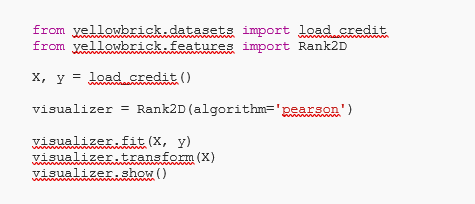 from yellowbrick.datasets import load_credit
from yellowbrick.features import Rank2D
X, y = load_credit()
visualizer = Rank2D(algorithm='pearson')
visualizer.fit(X, y)
visualizer.transform(X)
visualizer.show()